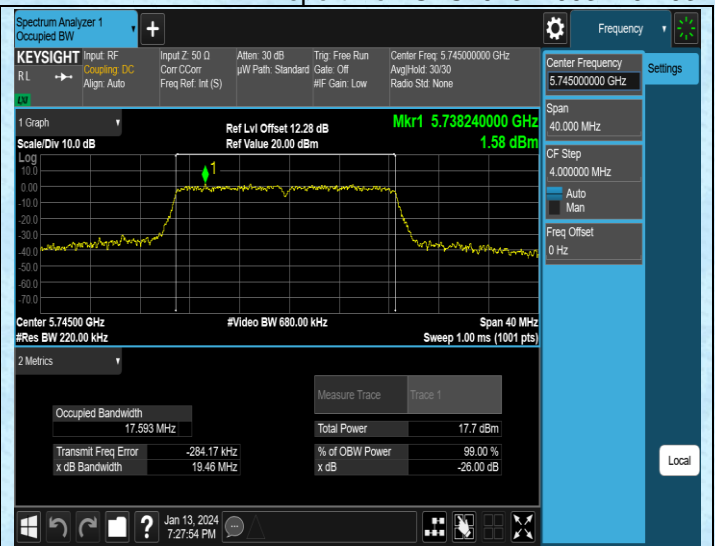 Spectrum Analyzer 1
Occupied BW
Frequency
KEYSIGHT
RL
LXI
Input: RF
Coupling: DC
Align: Auto
Input Z: 50 Ω
Corr CCorr
Freq Ref: Int (S)
Atten: 30 dB
µW Path: Standard
Trig: Free Run
Gate: Off
#IF Gain: Low
Center Freq: 5.745000000 GHz
Avg|Hold: 30/30
Radio Std: None
Center Frequency
5.745000000 GHz
Settings
Span
40.000 MHz
CF Step
4.000000 MHz
Auto
Man
Freq Offset
0 Hz
1 Graph
Scale/Div 10.0 dB
Ref Lvl Offset 12.28 dB
Ref Value 20.00 dBm
Mkr1 5.738240000 GHz
1.58 dBm
Log
10.0
0.00
-10.0
-20.0
-30.0
-40.0
-50.0
-60.0
-70.0
1
Center 5.74500 GHz
#Video BW 680.00 kHz
Span 40 MHz
#Res BW 220.00 kHz
Sweep 1.00 ms (1001 pts)
2 Metrics
Measure Trace
Trace 1
Occupied Bandwidth
17.593 MHz
Total Power
17.7 dBm
Transmit Freq Error
-284.17 kHz
% of OBW Power
99.00 %
x dB Bandwidth
19.46 MHz
x dB
-26.00 dB
Local
?
Jan 13, 2024
7:27:54 PM